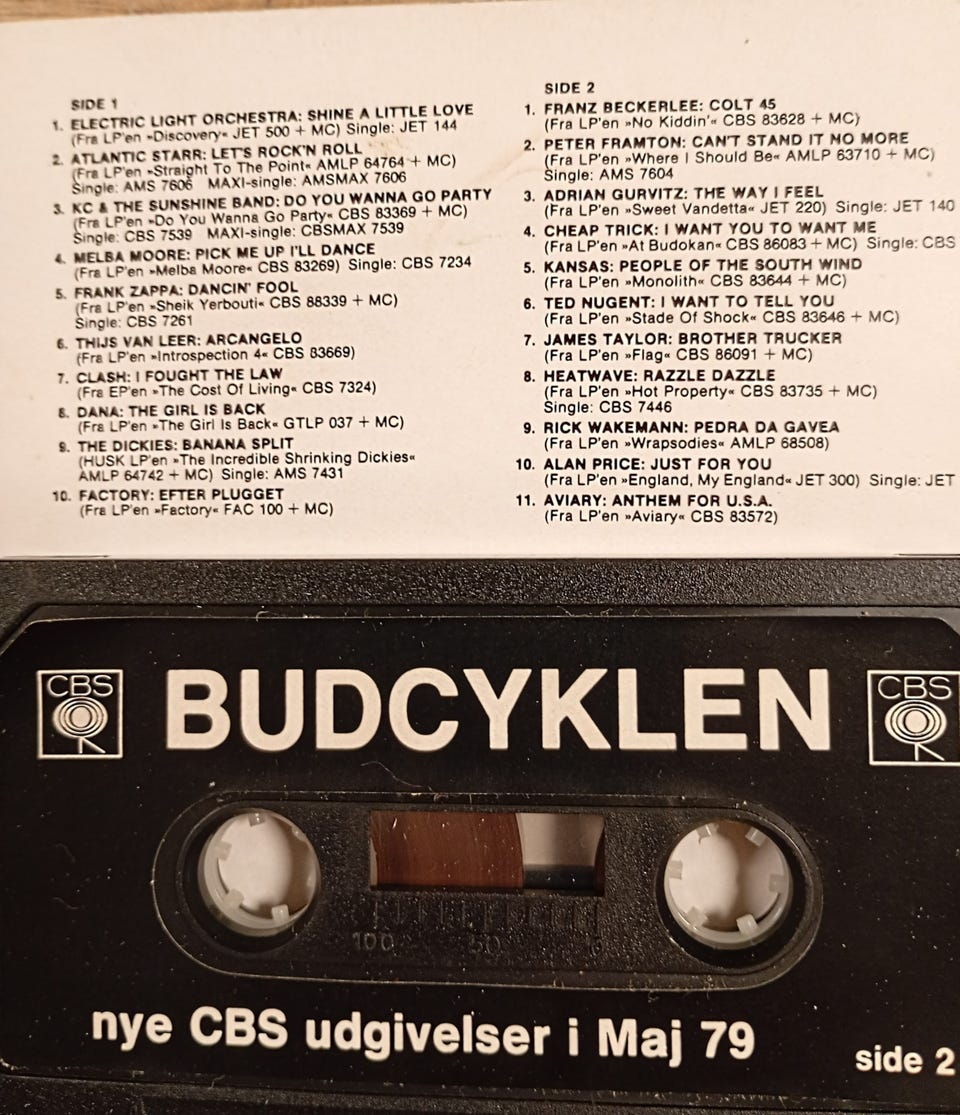 SIDE 1
1. ELECTRIC LIGHT ORCHESTRA: SHINE A LITTLE LOVE
(Fra LP'en »Discovery« JET 500 + MC) Single: JET 144
2. ATLANTIC STARR: LET'S ROCK'N ROLL
(Fra LP'en »Straight To The Point« AMLP 64764 + MC)
Single: AMS 7606 MAXI-single: AMSMAX 7606
3. KC & THE SUNSHINE BAND: DO YOU WANNA GO PARTY
(Fra LP'en »Do You Wanna Go Party« CBS 83369 + MC)
Single: CBS 7539 MAXI-single: CBSMAX 7539
4. MELBA MOORE: PICK ME UP I'LL DANCE
(Fra LP'en »Melba Moore« CBS 83269) Single: CBS 7234
5. FRANK ZAPPA: DANCIN' FOOL
(Fra LP'en »Sheik Yerbouti« CBS 88339 + MC)
Single: CBS 7261
6. THIJS VAN LEER: ARCANGELO
(Fra LP'en »Introspection 4« CBS 83669)
7. CLASH: I FOUGHT THE LAW
(Fra EP'en »The Cost Of Living« CBS 7324)
8. DANA: THE GIRL IS BACK
(Fra LP'en »The Girl Is Back« GTLP 037 + MC)
9. THE DICKIES: BANANA SPLIT
(HUSK LP'en »The Incredible Shrinking Dickies«
AMLP 64742 + MC) Single: AMS 7431
10. FACTORY: EFTER PLUGGET
(Fra LP'en »Factory« FAC 100 + MC)
SIDE 2
1. FRANZ BECKERLEE: COLT 45
(Fra LP'en »No Kiddin'« CBS 83628 + MC)
2. PETER FRAMTON: CAN'T STAND IT NO MORE
(Fra LP'en »Where I Should Be« AMLP 63710 + MC)
Single: AMS 7604
3. ADRIAN GURVITZ: THE WAY I FEEL
(Fra LP'en »Sweet Vandetta« JET 220) Single: JET 140
4. CHEAP TRICK: I WANT YOU TO WANT ME
(Fra LP'en »At Budokan« CBS 86083 + MC) Single: CBS
5. KANSAS: PEOPLE OF THE SOUTH WIND
(Fra LP'en »Monolith« CBS 83644 + MC)
6. TED NUGENT: I WANT TO TELL YOU
(Fra LP'en »Stade Of Shock« CBS 83646 + MC)
7. JAMES TAYLOR: BROTHER TRUCKER
(Fra LP'en »Flag« CBS 86091 + MC)
8. HEATWAVE: RAZZLE DAZZLE
(Fra LP'en »Hot Property« CBS 83735 + MC)
Single: CBS 7446
9. RICK WAKEMANN: PEDRA DA GAVEA
(Fra LP'en »Wrapsodies« AMLP 68508)
10. ALAN PRICE: JUST FOR YOU
(Fra LP'en »England, My England« JET 300) Single: JET
11. AVIARY: ANTHEM FOR U.S.A.
(Fra LP'en »Aviary« CBS 83572)
CBS BUDCYKLEN CBS
100 50 0
nye CBS udgivelser i Maj 79
side 2